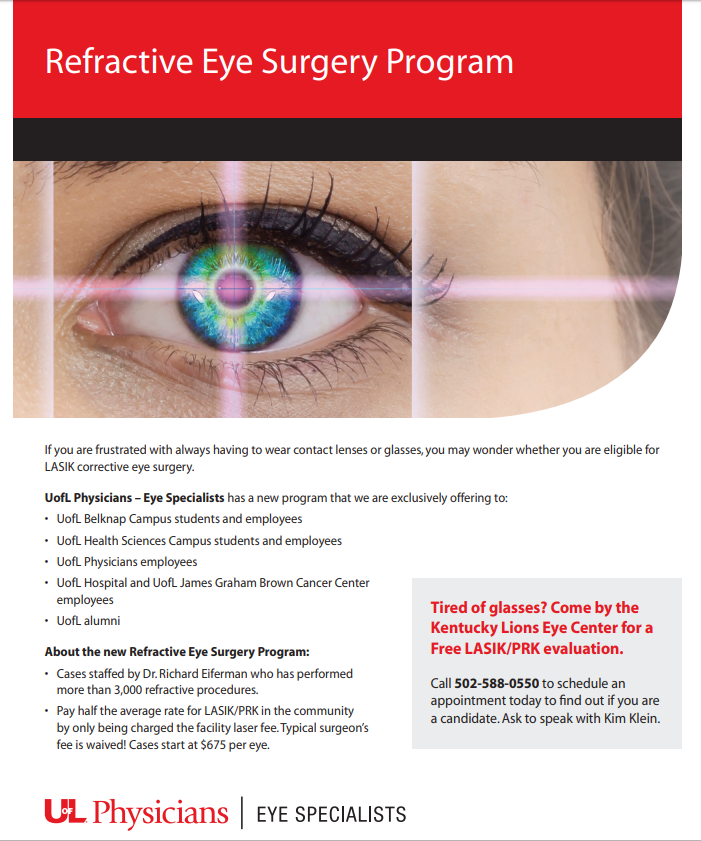 Refractive Eye Surgery Program
If you are frustrated with always having to wear contact lenses or glasses, you may wonder whether you are eligible for
LASIK corrective eye surgery.
UofL Physicians – Eye Specialists has a new program that we are exclusively offering to:
• UofL Belknap Campus students and employees
• UofL Health Sciences Campus students and employees
• UofL Physicians employees
• UofL Hospital and UofL James Graham Brown Cancer Center
employees
• UofL alumni
About the new Refractive Eye Surgery Program:
• Cases staffed by Dr. Richard Eiferman who has performed
more than 3,000 refractive procedures.
• Pay half the average rate for LASIK/PRK in the community
by only being charged the facility laser fee. Typical surgeon's
fee is waived! Cases start at $675 per eye.
Tired of glasses? Come by the
Kentucky Lions Eye Center for a
Free LASIK/PRK evaluation.
Call 502-588-0550 to schedule an
appointment today to find out if you are
a candidate. Ask to speak with Kim Klein.
UOFL Physicians | EYE SPECIALISTS